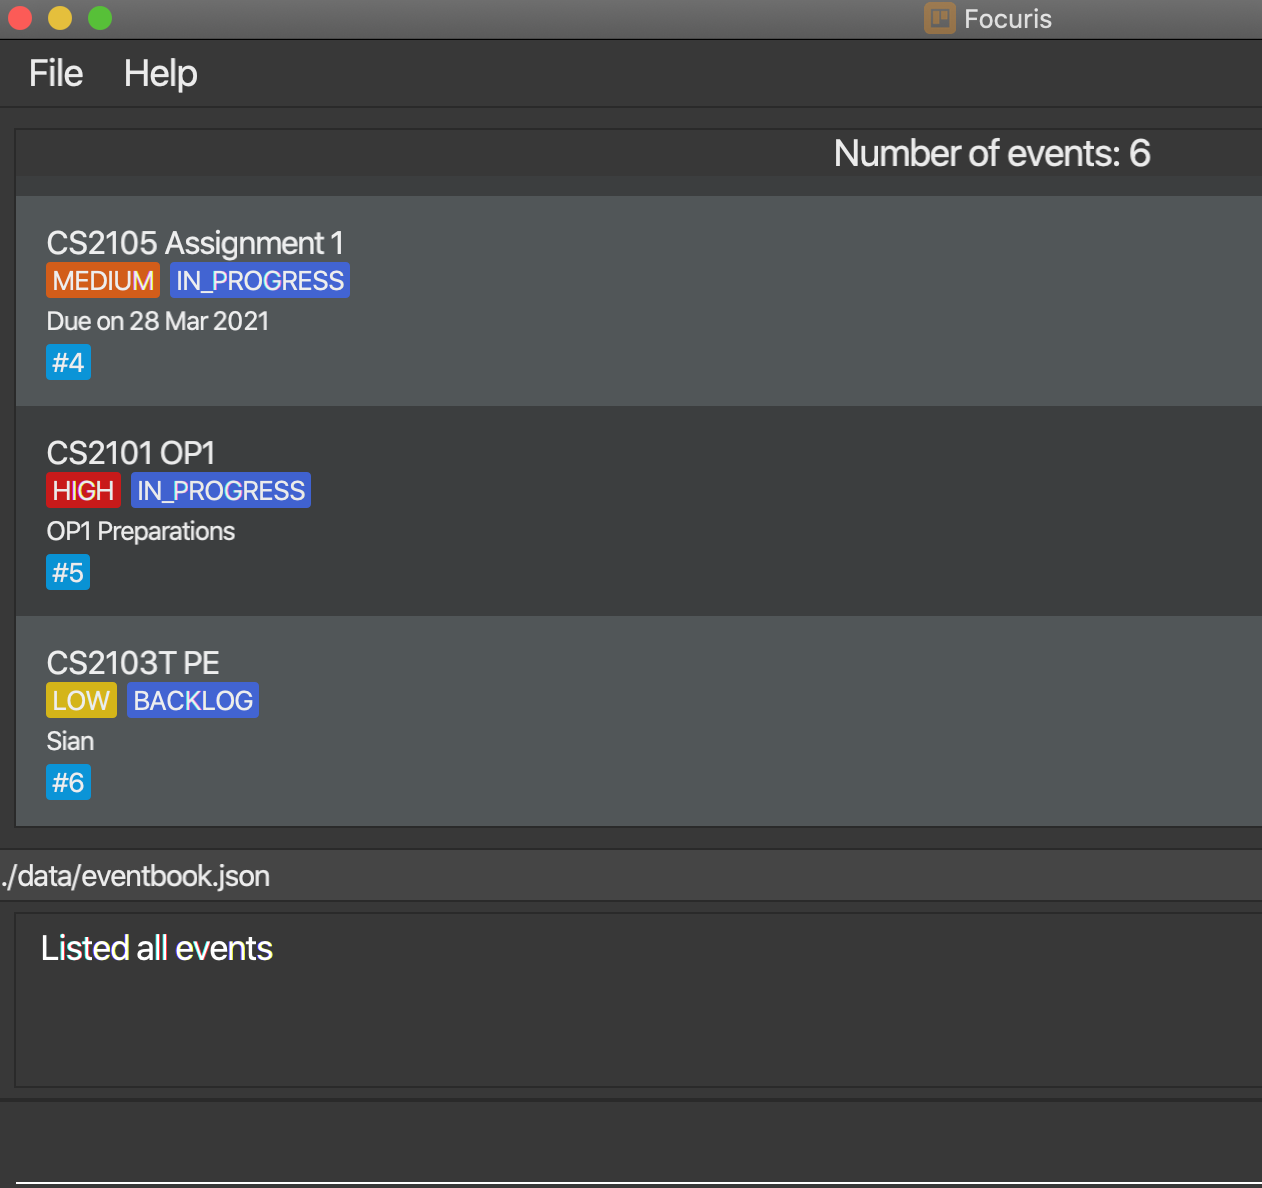 Focuris
File Help
Number of events: 6
CS2105 Assignment 1
MEDIUM IN_PROGRESS
Due on 28 Mar 2021
#4
CS2101 OP1
HIGH IN_PROGRESS
OP1 Preparations
#5
CS2103T PE
LOW BACKLOG
Sian
#6
./data/eventbook.json
Listed all events